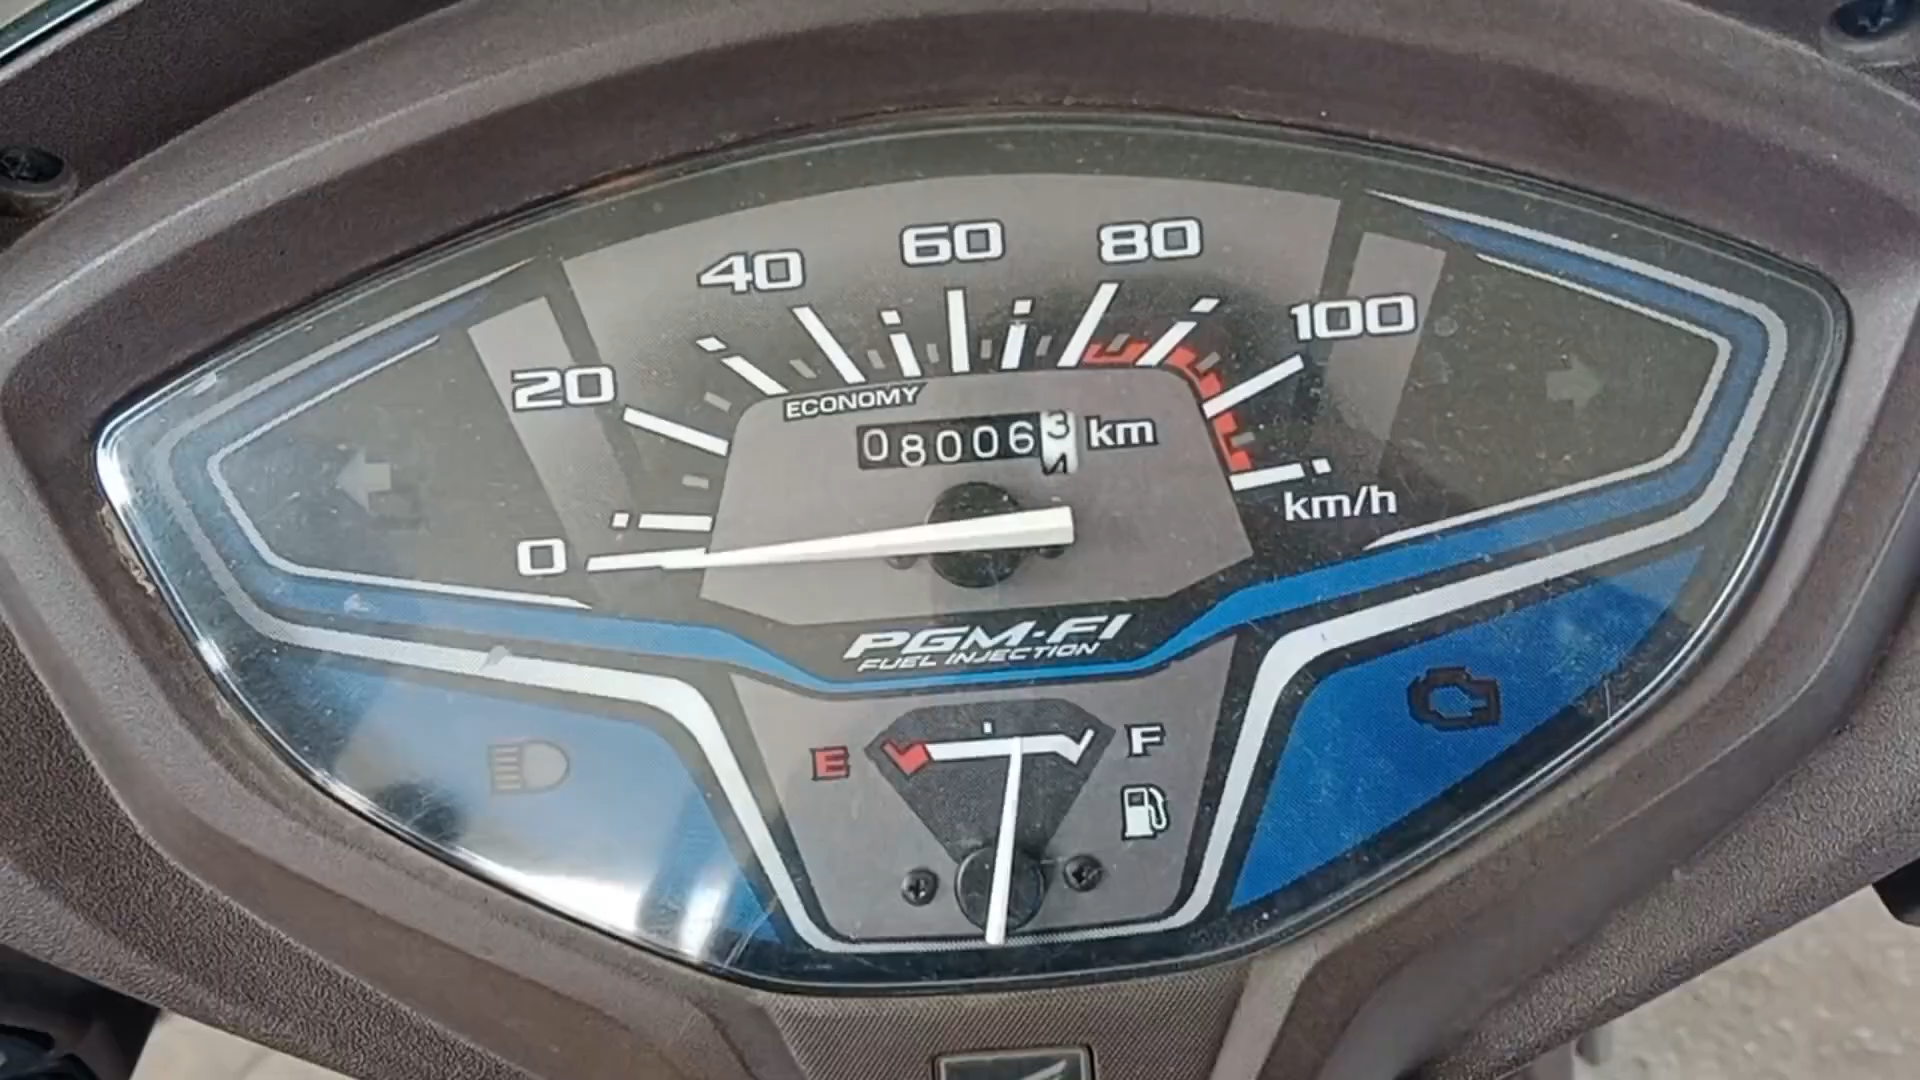 60 80
40
100
20
ECONOMY
080063 km
km/h
0
PGM-FI
FUEL INJECTION
E F